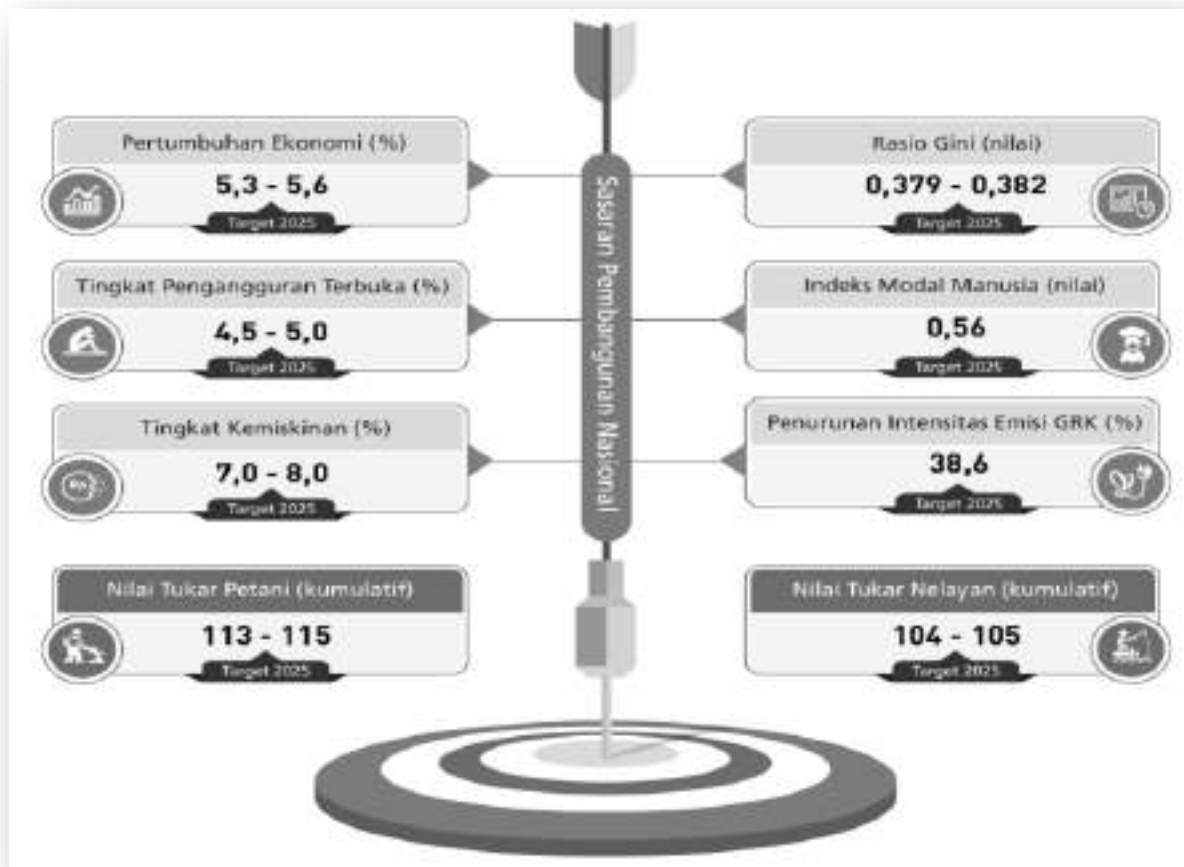 Pertumbuhan Ekonomi (%)
5,3 - 5,6
Target 2025
Tingkat Pengangguran Terbuka (%)
4,5 - 5,0
Target 2025
Tingkat Kemiskinan (%)
7,0 - 8,0
Target 2025
Nilai Tukar Petani (kumulatif)
113 - 115
Target 2025
Sasaran Pembangunan Nasional
Rasio Gini (nilai)
0,379 - 0,382
Target 2025
Indeks Modal Manusia (nilai)
0,56
Target 2025
Penurunan Intensitas Emisi GRK (%)
38,6
Target 2025
Nilai Tukar Nelayan (kumulatif)
104 - 105
Target 2025